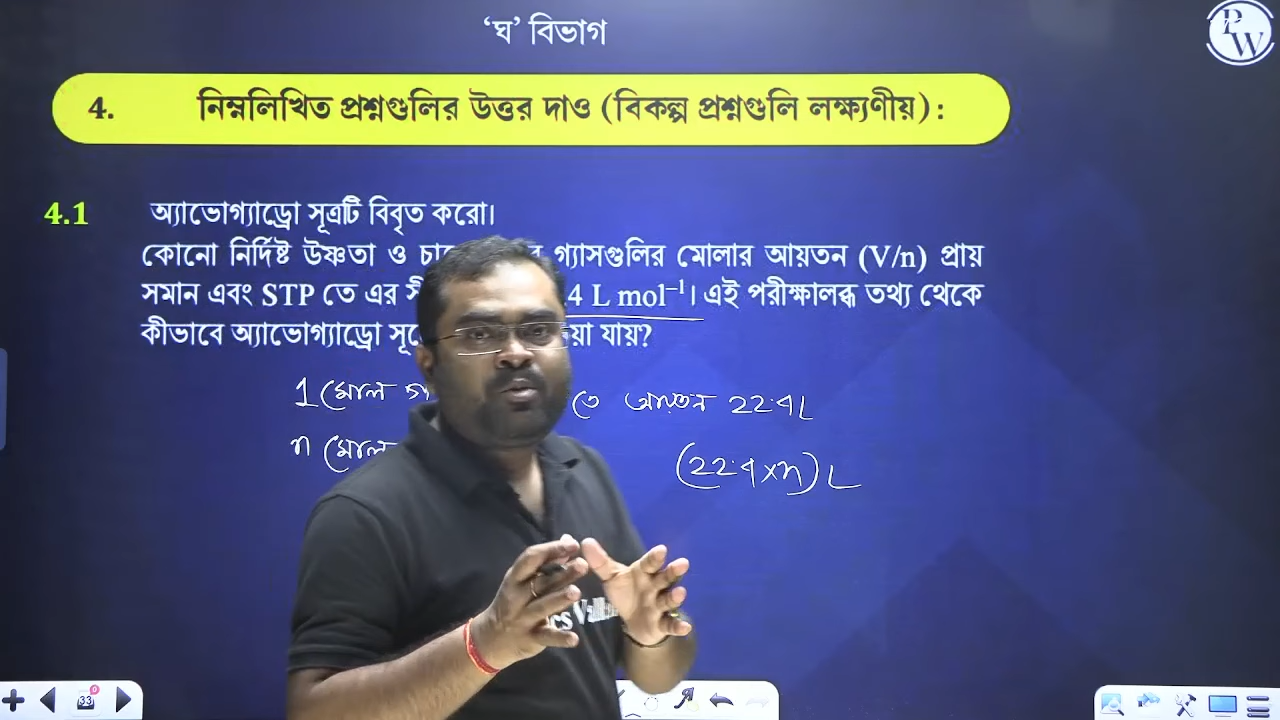 ‘ঘ’ বিভাগ
PW
4. নিম্নলিখিত প্রশ্নগুলির উত্তর দাও (বিকল্প প্রশ্নগুলি লক্ষ্যণীয়) :
4.1 অ্যাভোগ্যাড্রো সূত্রটি বিবৃত করো।
কোনো নির্দিষ্ট উষ্ণতা ও গ্যাসগুলির মোলার আয়তন (V/n) প্রায়
সমান এবং STP তে এর 4 L mol⁻¹। এই পরীক্ষালব্ধ তথ্য থেকে
কীভাবে অ্যাভোগ্যাড্রো যায়?
1 মোল তে আয়তন 22.4L
n মোল (22.4×n) L
33